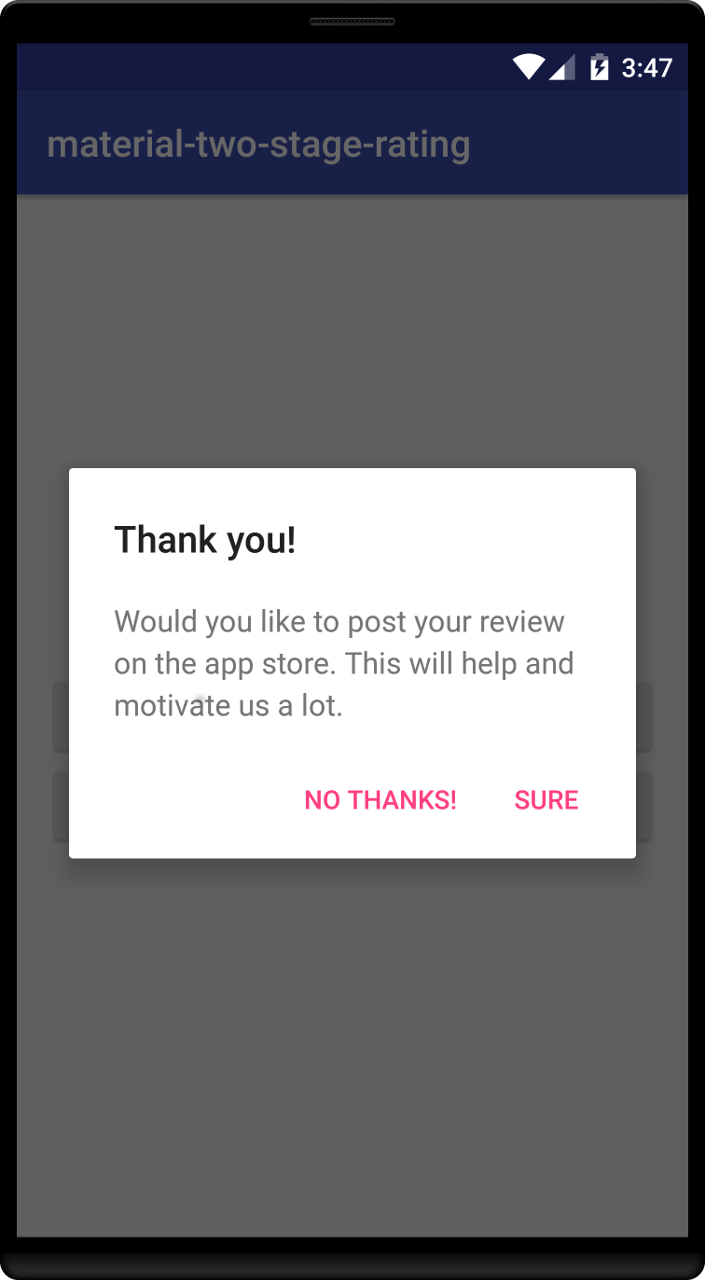 3:47
material-two-stage-rating
Thank you!
Would you like to post your review
on the app store. This will help and
motivate us a lot.
NO THANKS! SURE